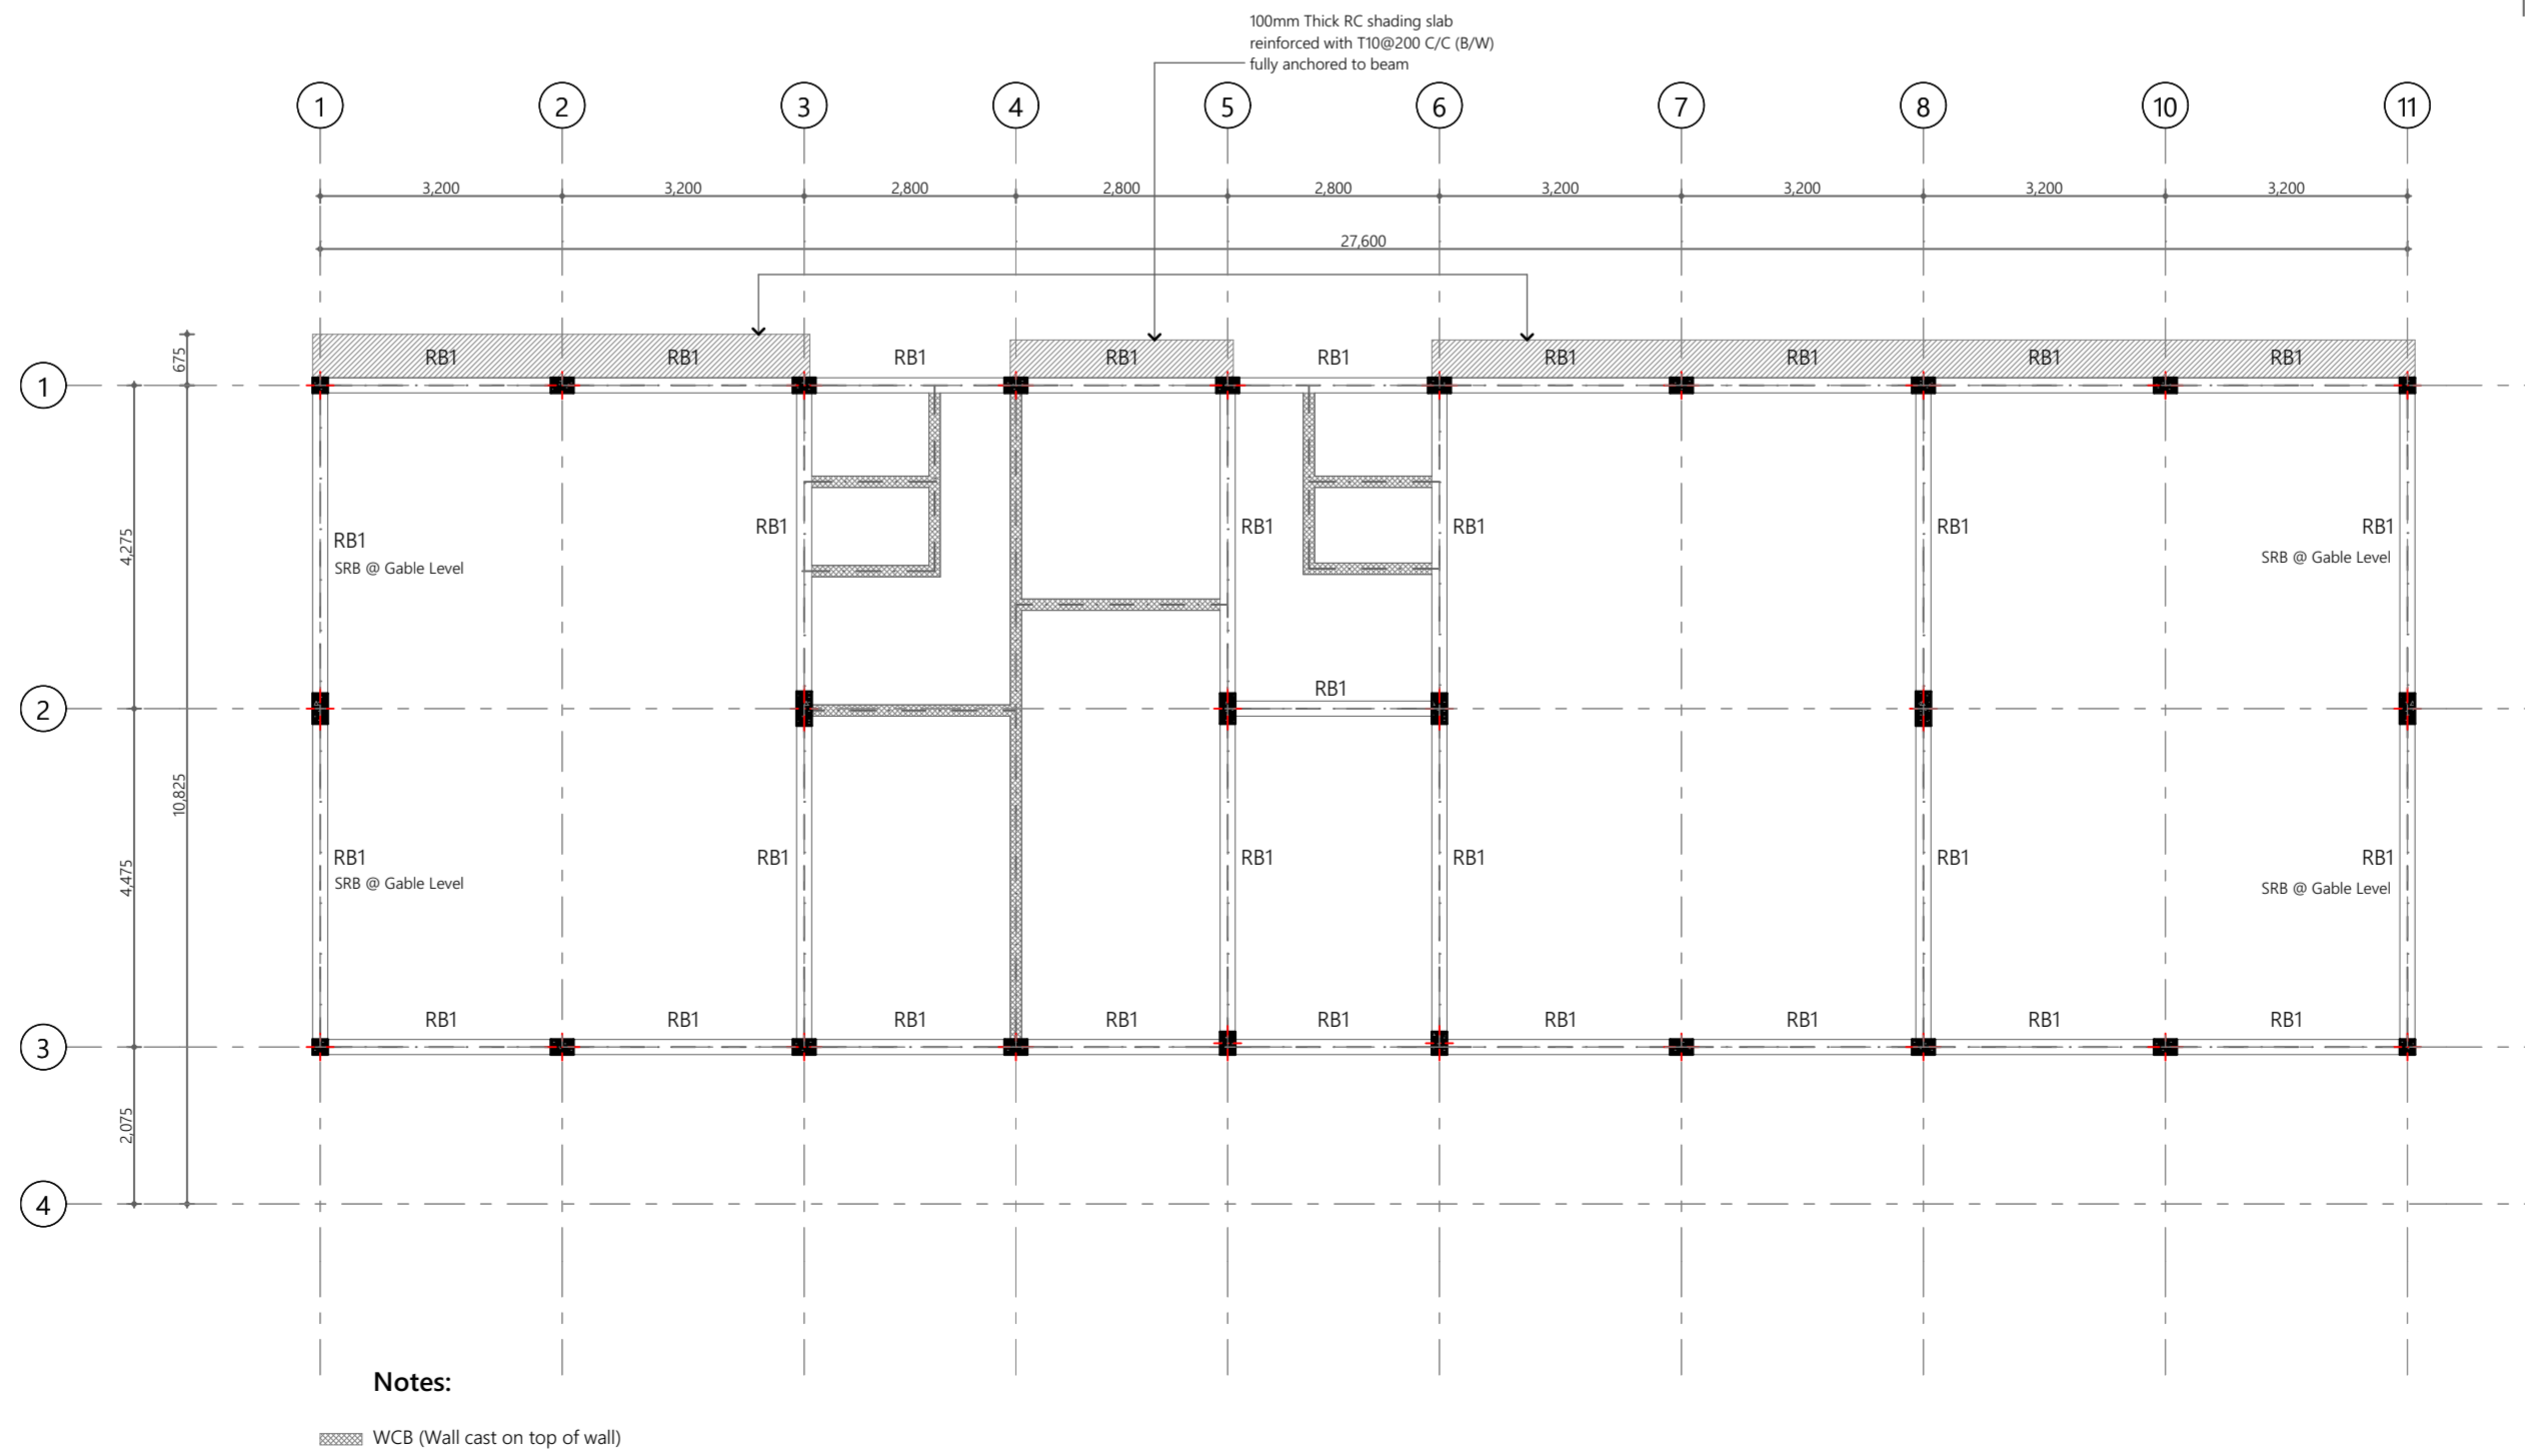 100mm Thick RC shading slab
reinforced with T10@200 C/C (B/W)
fully anchored to beam
1 2 3 4 5 6 7 8 10 11
3,200 3,200 2,800 2,800 2,800 3,200 3,200 3,200 3,200
27,600
675
RB1 RB1 RB1 RB1 RB1 RB1 RB1 RB1 RB1
1
4,275
RB1 RB1 RB1 RB1 RB1
RB1
RB1
SRB @ Gable Level
SRB @ Gable Level
RB1
2
10,825
4,475
RB1 RB1 RB1 RB1 RB1 RB1
SRB @ Gable Level
SRB @ Gable Level
RB1 RB1 RB1 RB1 RB1 RB1 RB1 RB1 RB1
3
2,075
4
Notes:
WCB (Wall cast on top of wall)